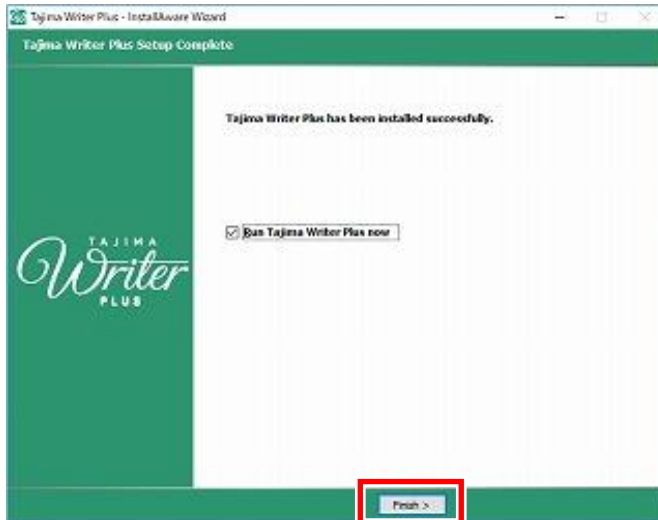 Tajima Writer Plus - InstallAware Wizard
Tajima Writer Plus Setup Complete
Tajima Writer Plus has been installed successfully.
Run Tajima Writer Plus now
TAJIMA
Writer
PLUS
Finish >